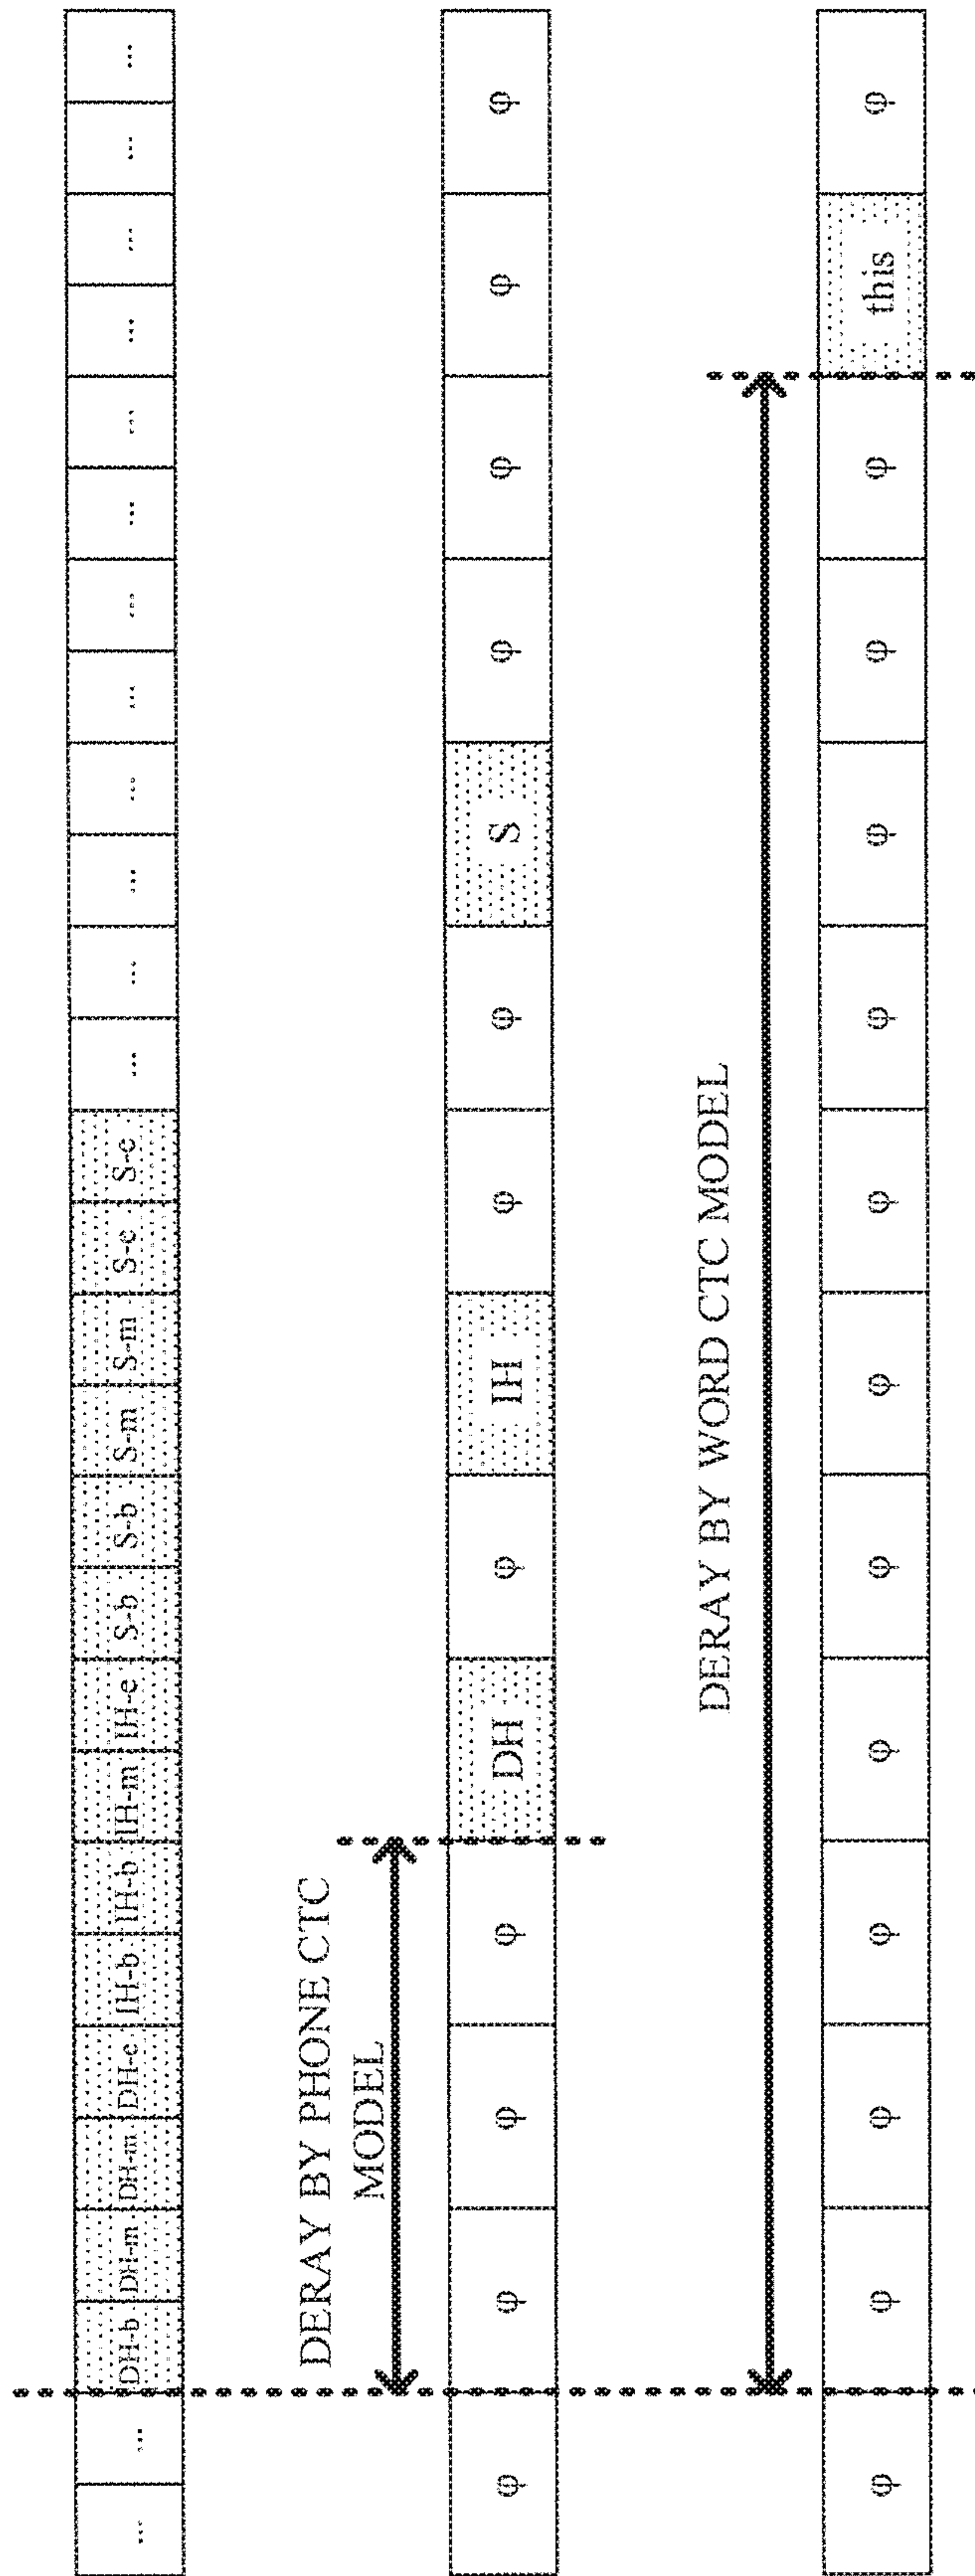 ... ... DH-b DH-m DH-m DH-e IH-b IH-b IH-m IH-e S-b S-b S-m S-m S-e S-e ... ... ... ... ... ... ... ... ... ... ... ...
DERAY BY PHONE CTC
MODEL
φ φ φ φ DH φ IH φ φ S φ φ φ φ
DERAY BY WORD CTC MODEL
φ φ φ φ φ φ φ φ φ φ φ φ this φ